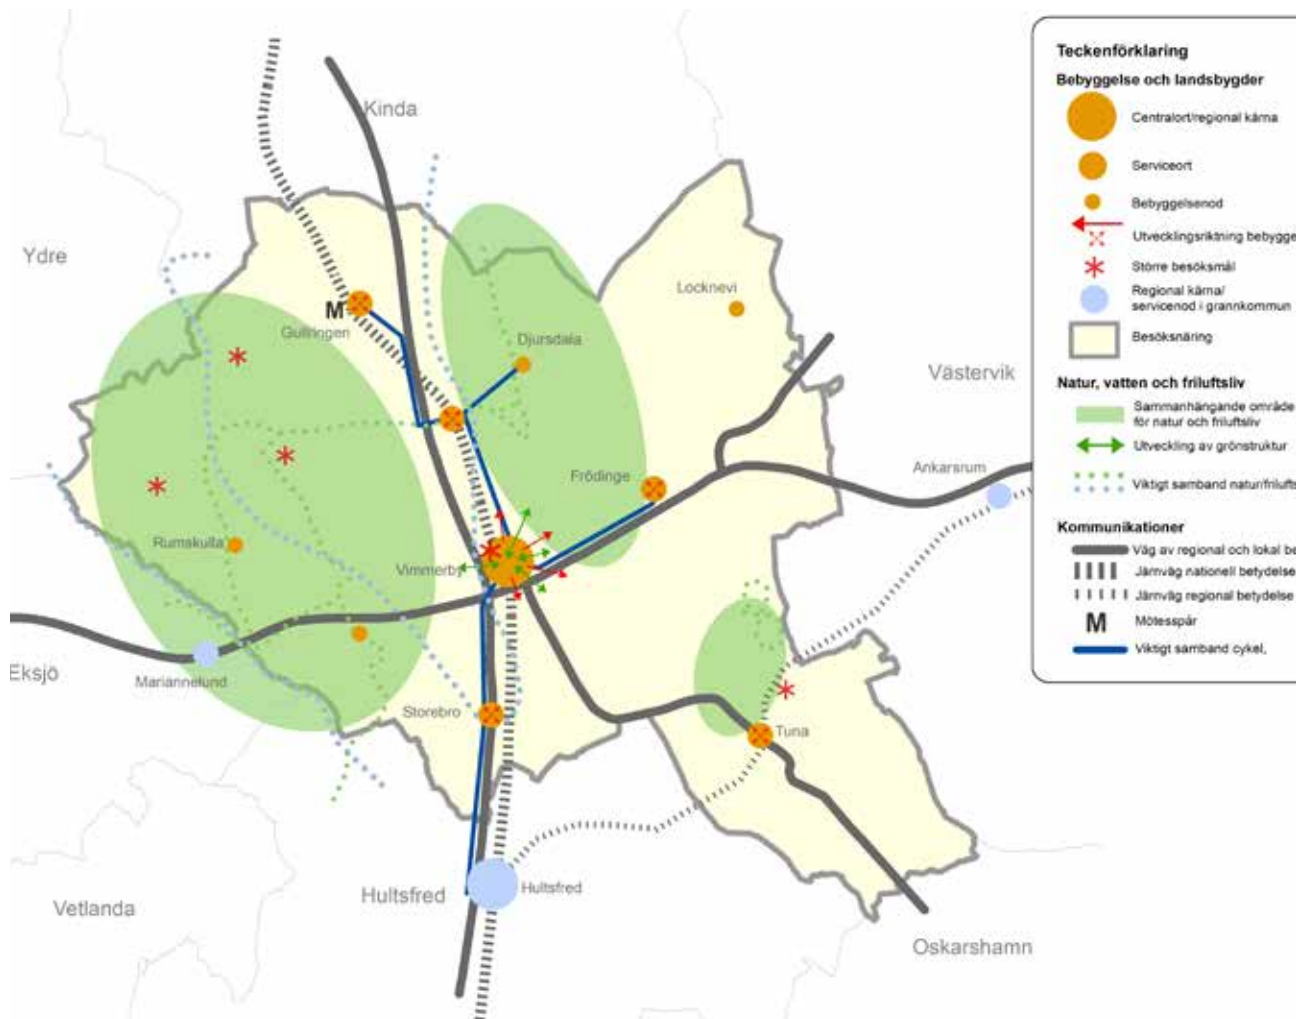 Kinda
Ydre
M
Gullringen
Djursdala
Locknevi
Västervik
Frödinge
Ankarsrum
Rumskulla
Vimmerby
Eksjö
Mariannelund
Storebro
Tuna
Hultsfred
Hultsfred
Vetlanda
Oskarshamn
Teckenförklaring
Bebyggelse och landsbygder
Centralort/regional kärna
Serviceort
Bebyggelsenod
Utvecklingsriktning bebygge
Större besöksmål
Regional kärna/
servicenod i grannkommun
Besöksnäring
Natur, vatten och friluftsliv
Sammanhängande område
för natur och friluftsliv
Utveckling av grönstruktur
Viktigt samband natur/frilufts
Kommunikationer
Väg av regional och lokal be
Järnväg nationell betydelse
Järnväg regional betydelse
M Mötesspår
Viktigt samband cykel,